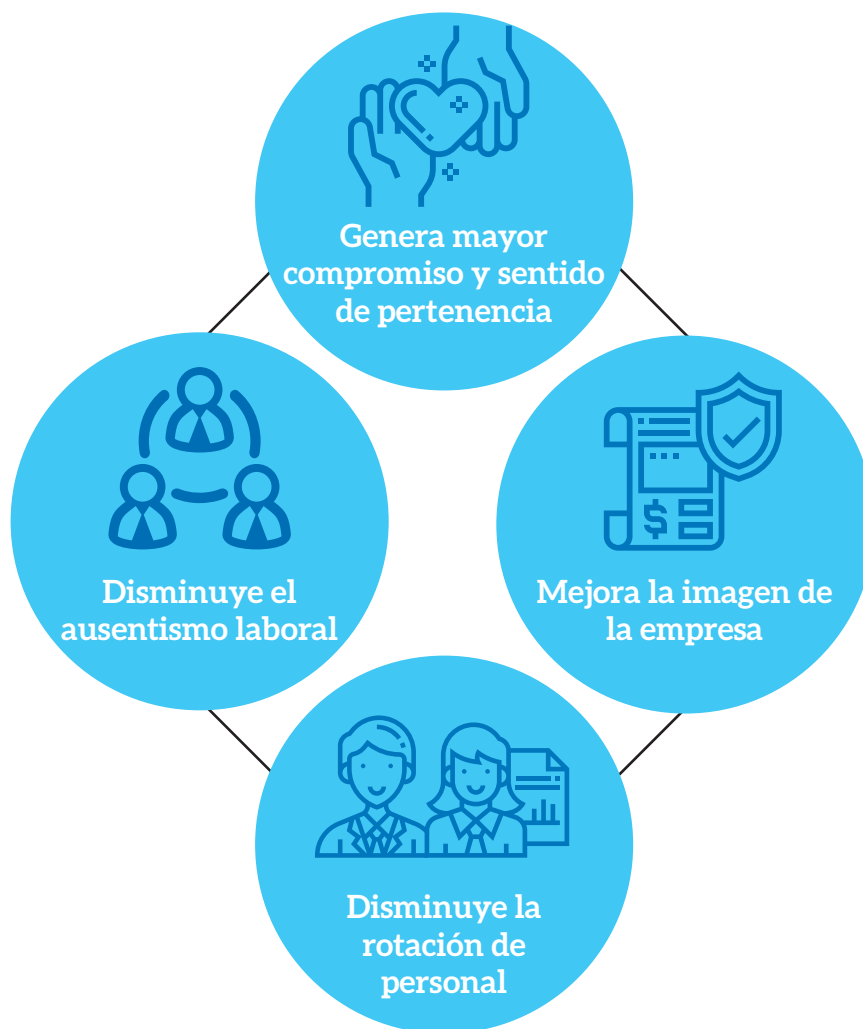 Genera mayor
compromiso y sentido
de pertenencia
Disminuye el
ausentismo laboral
Mejora la imagen de
la empresa
Disminuye la
rotación de
personal